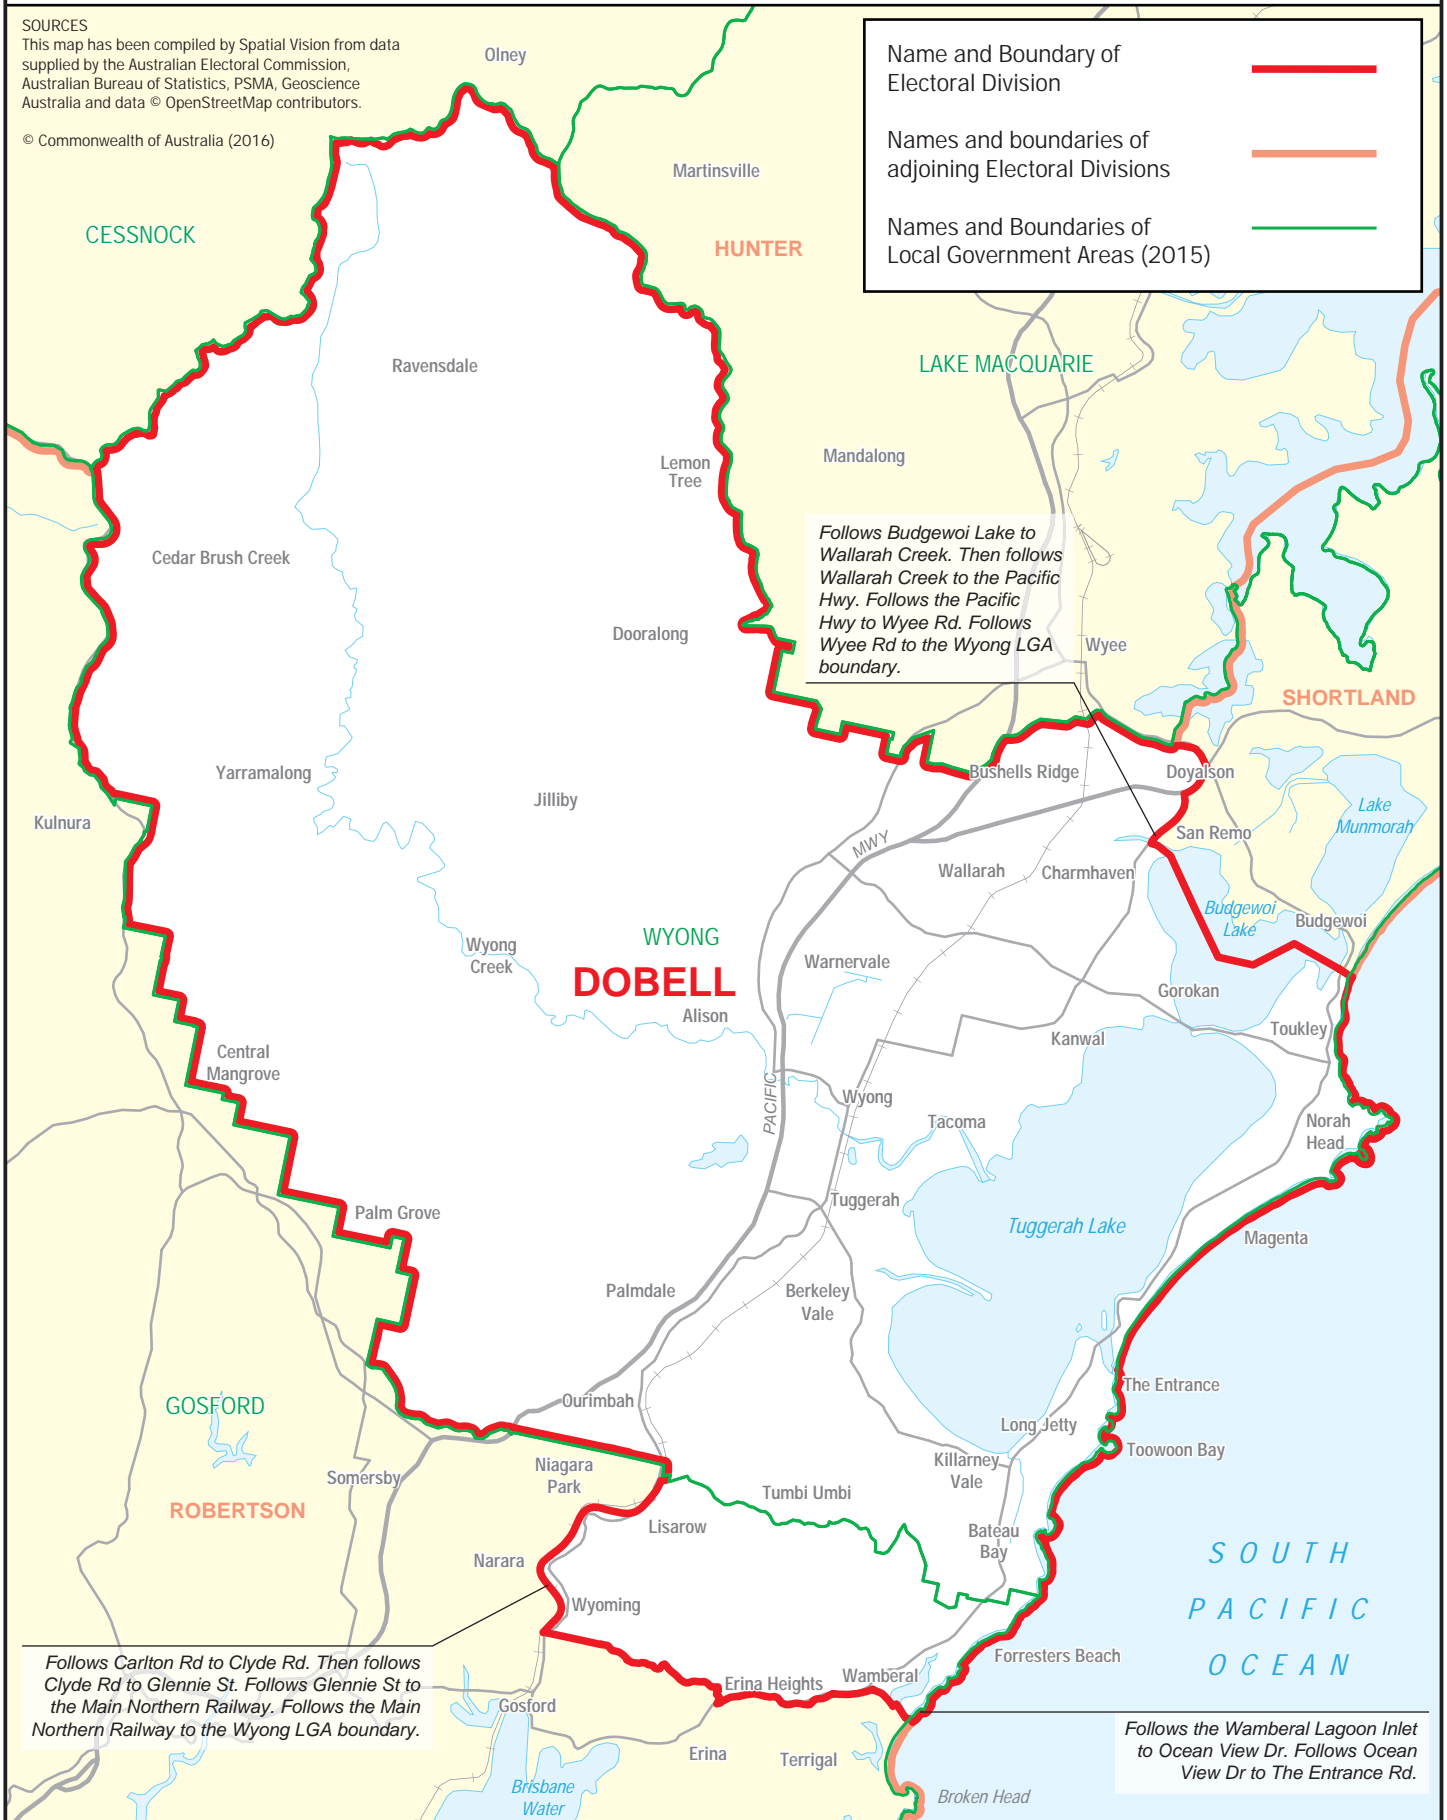 SOURCES
This map has been compiled by Spatial Vision from data
supplied by the Australian Electoral Commission,
Australian Bureau of Statistics, PSMA, Geoscience
Australia and data © OpenStreetMap contributors.
© Commonwealth of Australia (2016)
Name and Boundary of
Electoral Division
Names and boundaries of
adjoining Electoral Divisions
Names and Boundaries of
Local Government Areas (2015)
Olney
Martinsville
CESSNOCK
HUNTER
Ravensdale
LAKE MACQUARIE
Lemon
Tree
Mandalong
Cedar Brush Creek
Follows Budgewoi Lake to
Wallarah Creek. Then follows
Wallarah Creek to the Pacific
Hwy. Follows the Pacific
Hwy to Wyee Rd. Follows
Wyee Rd to the Wyong LGA
boundary.
Dooralong
Wyee
SHORTLAND
Yarramalong
Bushells Ridge
Doyalson
Jilliby
Kulnura
Lake
Munmorah
San Remo
MWY
Wallarah
Charmhaven
Budgewoi
Lake
Budgewoi
WYONG
Wyong
Creek
DOBELL
Warnervale
Alison
Gorokan
Toukley
Kanwal
Central
Mangrove
PACIFIC
Wyong
Tacoma
Norah
Head
Palm Grove
Tuggerah
Tuggerah Lake
Magenta
Palmdale
Berkeley
Vale
The Entrance
GOSFORD
Ourimbah
Long Jetty
Toowoon Bay
Killarney
Vale
Niagara
Park
Somersby
Tumbi Umbi
ROBERTSON
Lisarow
Bateau
Bay
Narara
SOUTH
PACIFIC
OCEAN
Wyoming
Forresters Beach
Follows Carlton Rd to Clyde Rd. Then follows
Clyde Rd to Glennie St. Follows Glennie St to
the Main Northern Railway. Follows the Main
Northern Railway to the Wyong LGA boundary.
Erina Heights
Wamberal
Gosford
Follows the Wamberal Lagoon Inlet
to Ocean View Dr. Follows Ocean
View Dr to The Entrance Rd.
Erina
Terrigal
Brisbane
Water
Broken Head